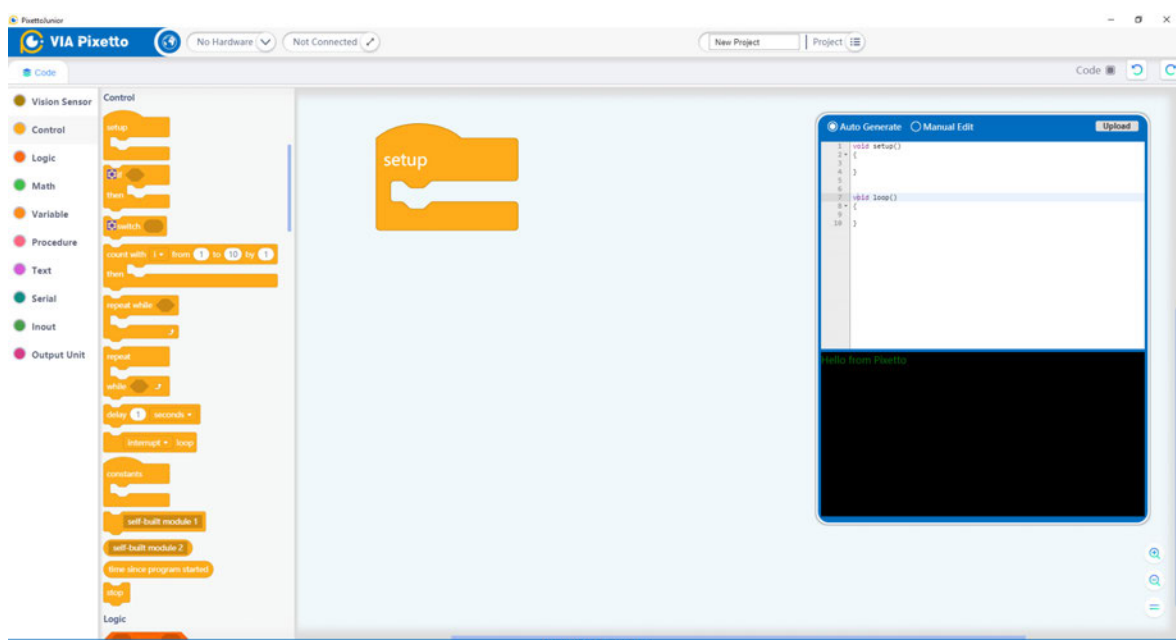 PixettoJunior
VIA Pixetto
No Hardware
Not Connected
New Project
Project
Code
Code
Vision Sensor
Control
Logic
Math
Variable
Procedure
Text
Serial
Inout
Output Unit
Control
setup
if
then
switch
count with i from 1 to 10 by 1
then
repeat while
repeat
while
delay 1 seconds
interrupt loop
constants
self-built module 1
self-built module 2
time since program started
stop
Logic
setup
Auto Generate Manual Edit Upload
1 void setup()
2 {
3
4 }
5
6
7 void loop()
8 {
9
10 }
Hello from Pixetto